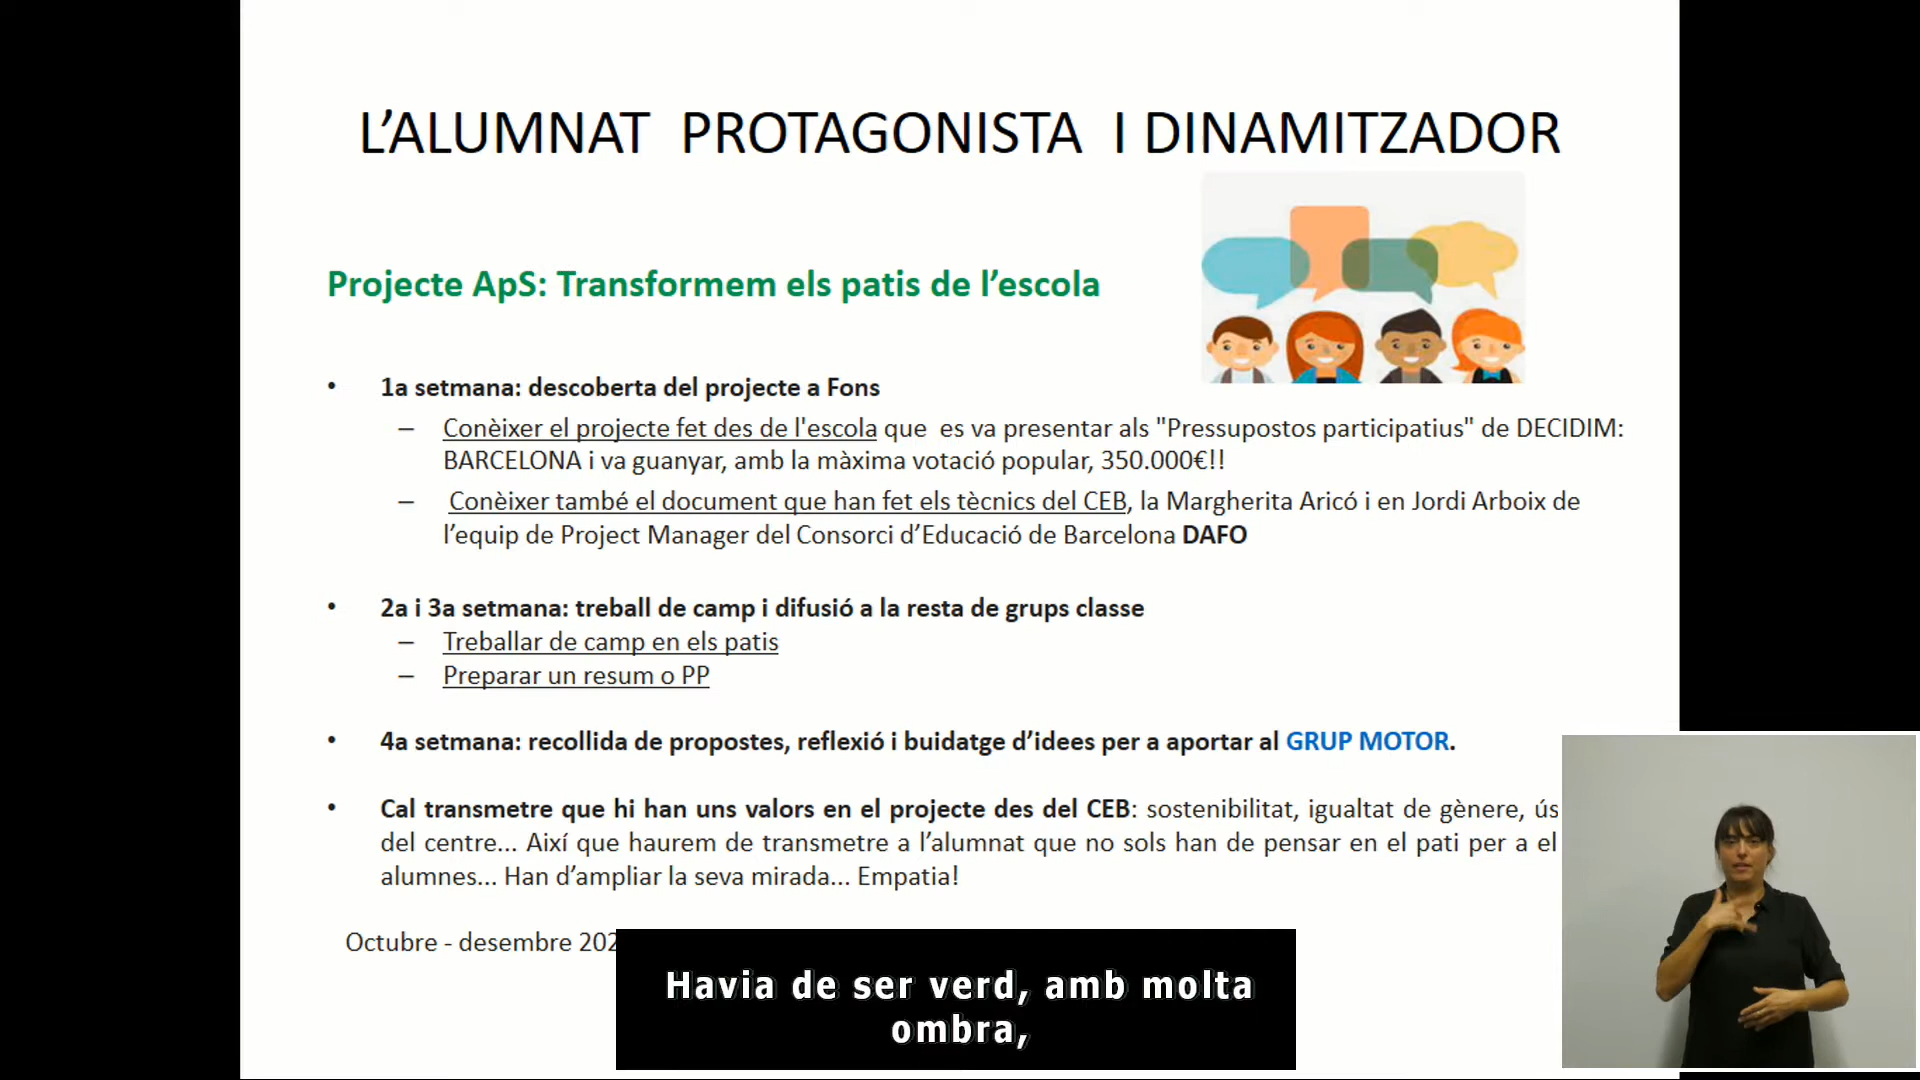 L’ALUMNAT PROTAGONISTA I DINAMITZADOR
Projecte ApS: Transformem els patis de l’escola
• 1a setmana: descoberta del projecte a Fons
– Conèixer el projecte fet des de l'escola que es va presentar als "Pressupostos participatius" de DECIDIM:
BARCELONA i va guanyar, amb la màxima votació popular, 350.000€!!
– Conèixer també el document que han fet els tècnics del CEB, la Margherita Aricó i en Jordi Arboix de
l’equip de Project Manager del Consorci d’Educació de Barcelona DAFO
• 2a i 3a setmana: treball de camp i difusió a la resta de grups classe
– Treballar de camp en els patis
– Preparar un resum o PP
• 4a setmana: recollida de propostes, reflexió i buidatge d’idees per a aportar al GRUP MOTOR.
• Cal transmetre que hi han uns valors en el projecte des del CEB: sostenibilitat, igualtat de gènere, ús
del centre... Així que haurem de transmetre a l’alumnat que no sols han de pensar en el pati per a el
alumnes... Han d’ampliar la seva mirada... Empatia!
Octubre - desembre 202
Havia de ser verd, amb molta
ombra,